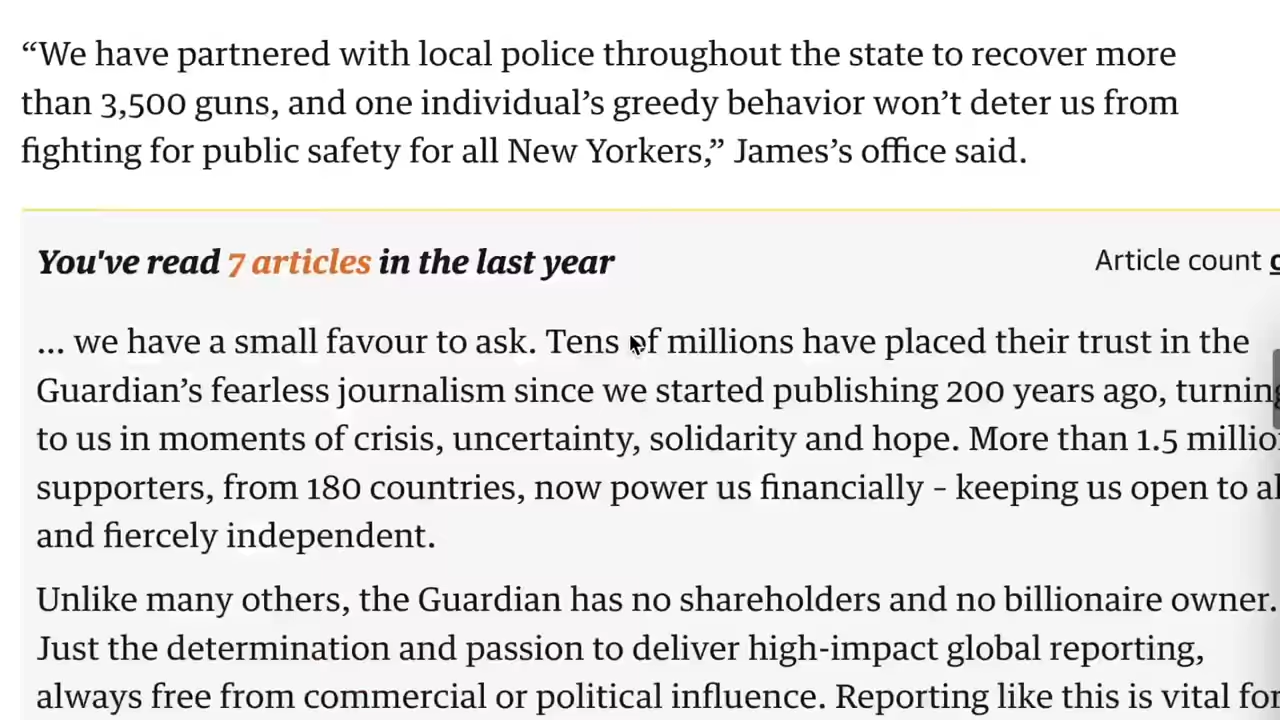 “We have partnered with local police throughout the state to recover more
than 3,500 guns, and one individual’s greedy behavior won’t deter us from
fighting for public safety for all New Yorkers,” James’s office said.
You've read 7 articles in the last year
Article count
... we have a small favour to ask. Tens of millions have placed their trust in the
Guardian’s fearless journalism since we started publishing 200 years ago, turning
to us in moments of crisis, uncertainty, solidarity and hope. More than 1.5
supporters, from 180 countries, now power us financially – keeping us open to
and fiercely independent.
Unlike many others, the Guardian has no shareholders and no billionaire owner.
Just the determination and passion to deliver high-impact global reporting,
always free from commercial or political influence. Reporting like this is vital for